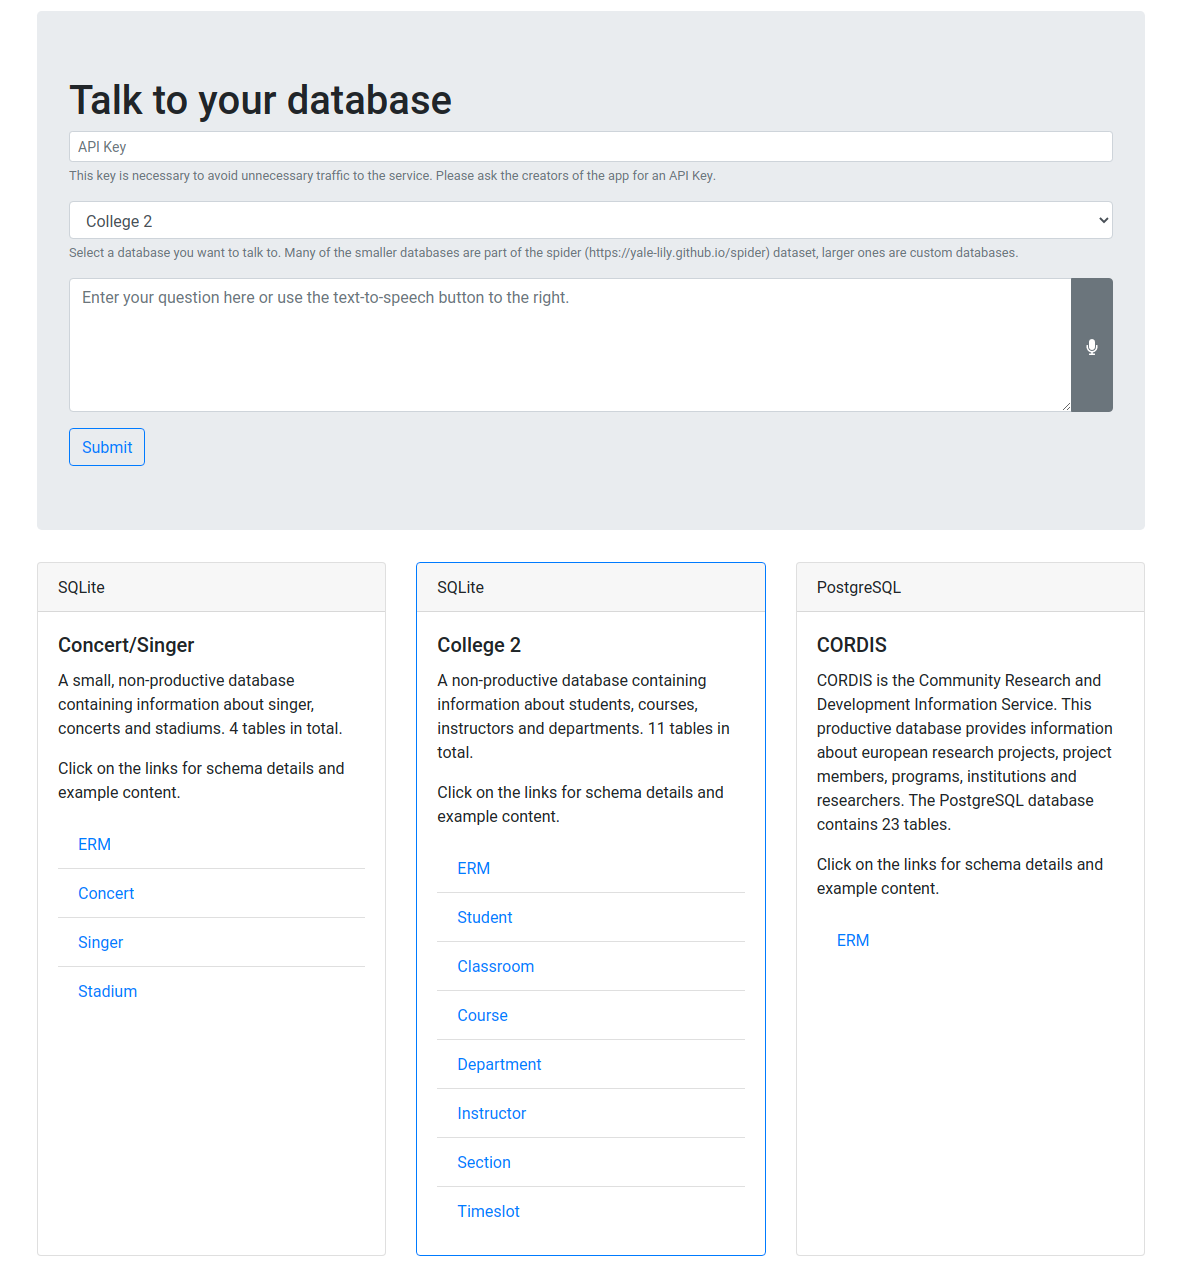 Talk to your database
API Key
This key is necessary to avoid unnecessary traffic to the service. Please ask the creators of the app for an API Key.
College 2
Select a database you want to talk to. Many of the smaller databases are part of the spider (https://yale-lily.github.io/spider) dataset, larger ones are custom databases.
Enter your question here or use the text-to-speech button to the right.
Submit
SQLite
Concert/Singer
A small, non-productive database
containing information about singer,
concerts and stadiums. 4 tables in total.
Click on the links for schema details and
example content.
ERM
Concert
Singer
Stadium
SQLite
College 2
A non-productive database containing
information about students, courses,
instructors and departments. 11 tables in
total.
Click on the links for schema details and
example content.
ERM
Student
Classroom
Course
Department
Instructor
Section
Timeslot
PostgreSQL
CORDIS
CORDIS is the Community Research and
Development Information Service. This
productive database provides information
about european research projects, project
members, programs, institutions and
researchers. The PostgreSQL database
contains 23 tables.
Click on the links for schema details and
example content.
ERM